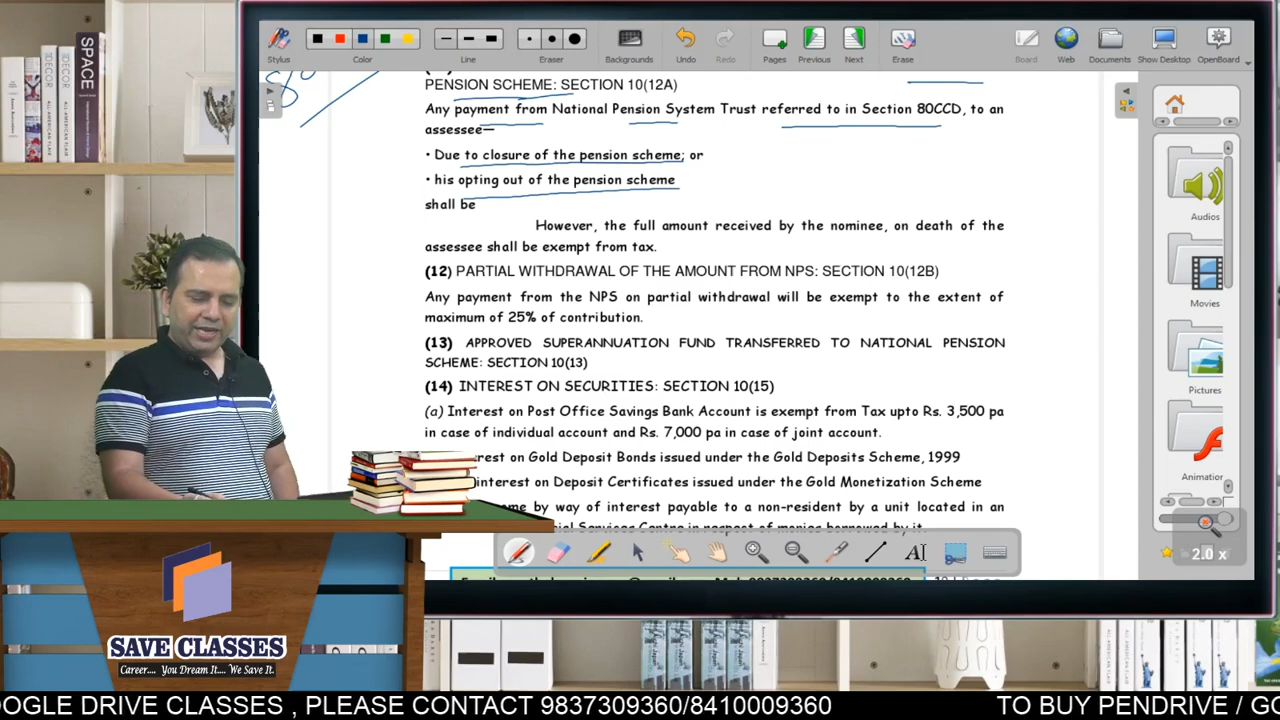 Stylus
Color
Line
Eraser
Backgrounds
Undo
Redo
Pages
Previous
Next
Erase
Board
Web
Documents
Show Desktop
OpenBoard
PENSION SCHEME: SECTION 10(12A)
Any payment from National Pension System Trust referred to in Section 80CCD, to an
assessee—
• Due to closure of the pension scheme; or
• his opting out of the pension scheme
shall be
However, the full amount received by the nominee, on death of the
assessee shall be exempt from tax.
(12) PARTIAL WITHDRAWAL OF THE AMOUNT FROM NPS: SECTION 10(12B)
Any payment from the NPS on partial withdrawal will be exempt to the extent of
maximum of 25% of contribution.
(13) APPROVED SUPERANNUATION FUND TRANSFERRED TO NATIONAL PENSION
SCHEME: SECTION 10(13)
(14) INTEREST ON SECURITIES: SECTION 10(15)
(a) Interest on Post Office Savings Bank Account is exempt from Tax upto Rs. 3,500 pa
in case of individual account and Rs. 7,000 pa in case of joint account.
on Gold Deposit Bonds issued under the Gold Deposits Scheme, 1999
interest on Deposit Certificates issued under the Gold Monetization Scheme
by way of interest payable to a non-resident by a unit located in an
Services Centre in respect of monies borrowed by it.
Audios
Movies
Pictures
Animation
2.0 x
SPACE
SAVE CLASSES
Career.... You Dream It.... We Save It.
GOOGLE DRIVE CLASSES , PLEASE CONTACT 9837309360/8410009360
TO BUY PENDRIVE / GO